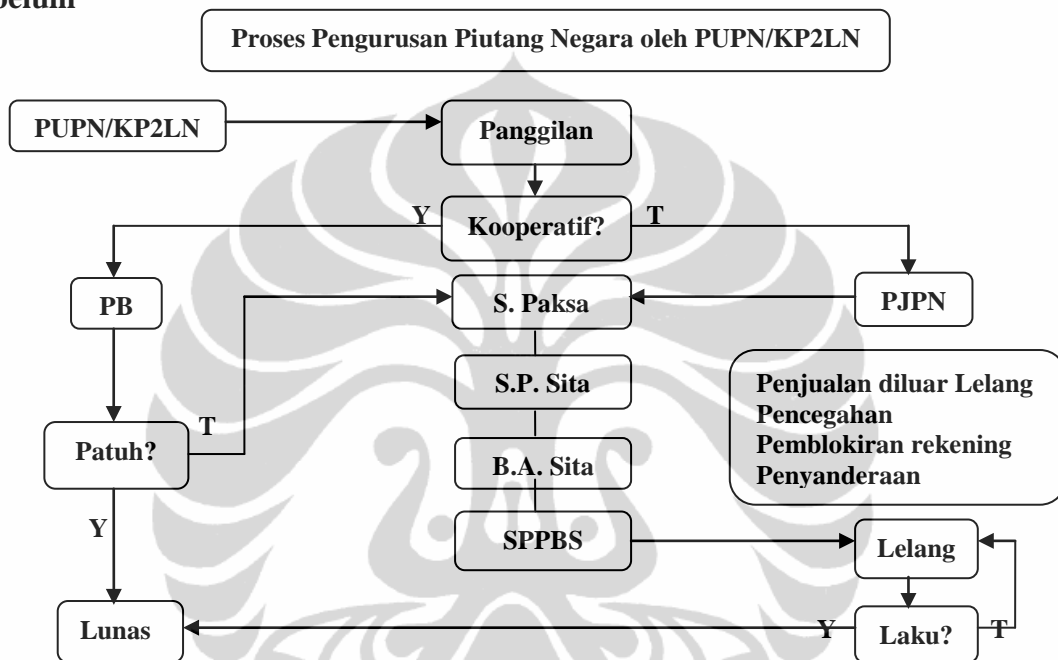 Proses Pengurusan Piutang Negara oleh PUPN/KP2LN
PUPN/KP2LN
Panggilan
Y
Kooperatif?
T
PB
S. Paksa
PJPN
S.P. Sita
Penjualan diluar Lelang
Pencegahan
Pemblokiran rekening
Penyanderaan
T
Patuh?
B.A. Sita
Y
SPPBS
Lelang
Lunas
Y
Laku?
T